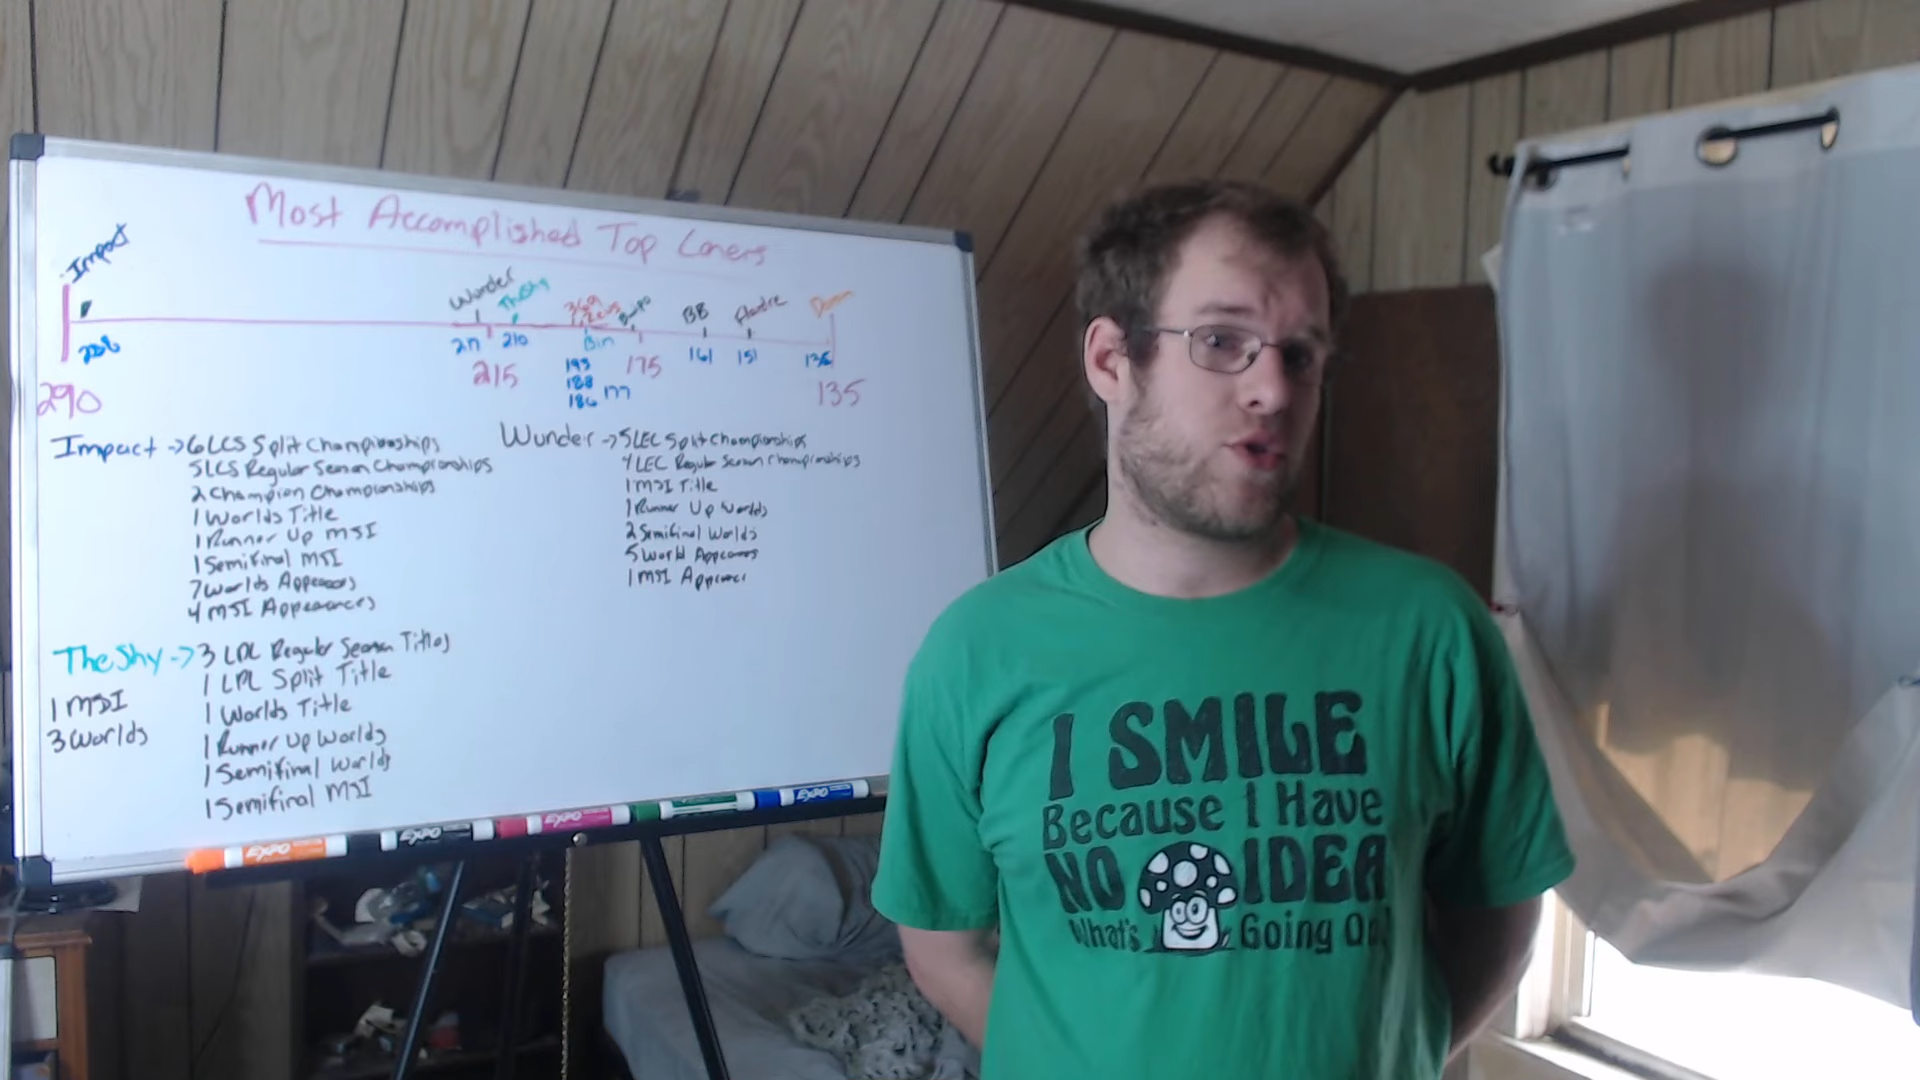 Most Accomplished Top Laners
Impact
Wunder
TheShy
369
Zeus
Bwipo
BB
Flandre
Doran
Bin
217
210
193
188
186
177
161
151
136
290
215
175
135
Impact -> 6 LCS Split Championships
5 LCS Regular Season Championships
2 Champion Championships
1 Worlds Title
1 Runner Up MSI
1 Semifinal MSI
7 Worlds Appearances
4 MSI Appearances
Wunder -> 5 LEC Split Championships
4 LEC Regular Season Championships
1 MSI Title
1 Runner Up Worlds
2 Semifinal Worlds
5 World
1 MSI
TheShy -> 3 LPL Regular Season Titles
1 LPL Split Title
1 Worlds Title
1 Runner Up Worlds
1 Semifinal Worlds
1 Semifinal MSI
1 MSI
3 Worlds
EXPO
EXPO
EXPO
EXPO
I SMILE
Because I Have
NO IDEA
What's Going On